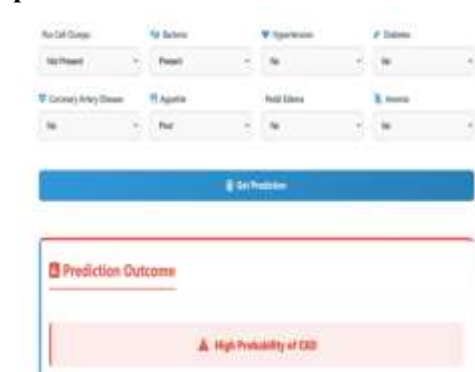 Pus Cell Clumps Bacteria Hypertension Diabetes
Not Present Present No No
Coronary Artery Disease Appetite Pedal Edema Anemia
No Poor No No
Get Prediction
Prediction Outcome
High Probability of CKD